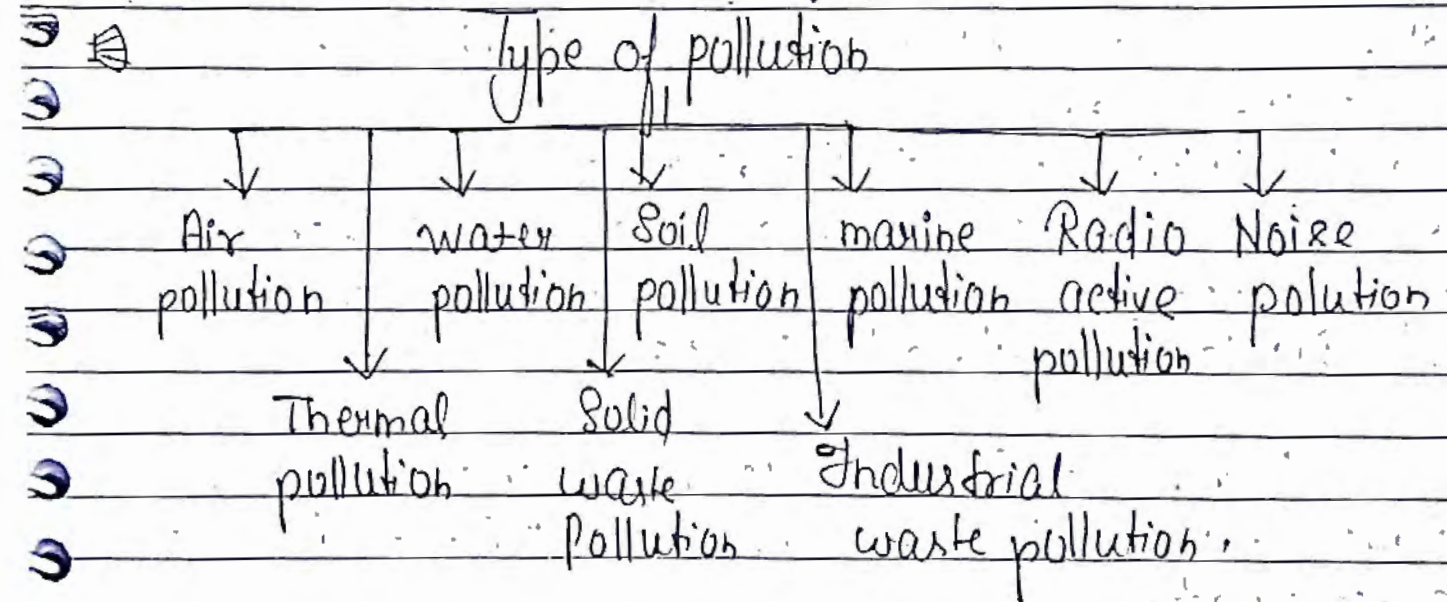 Type of pollution
Air water Soil marine Radio Noize
pollution pollution pollution pollution active polution
pollution
Thermal Solid
pollution waste Industrial
Pollution waste pollution.